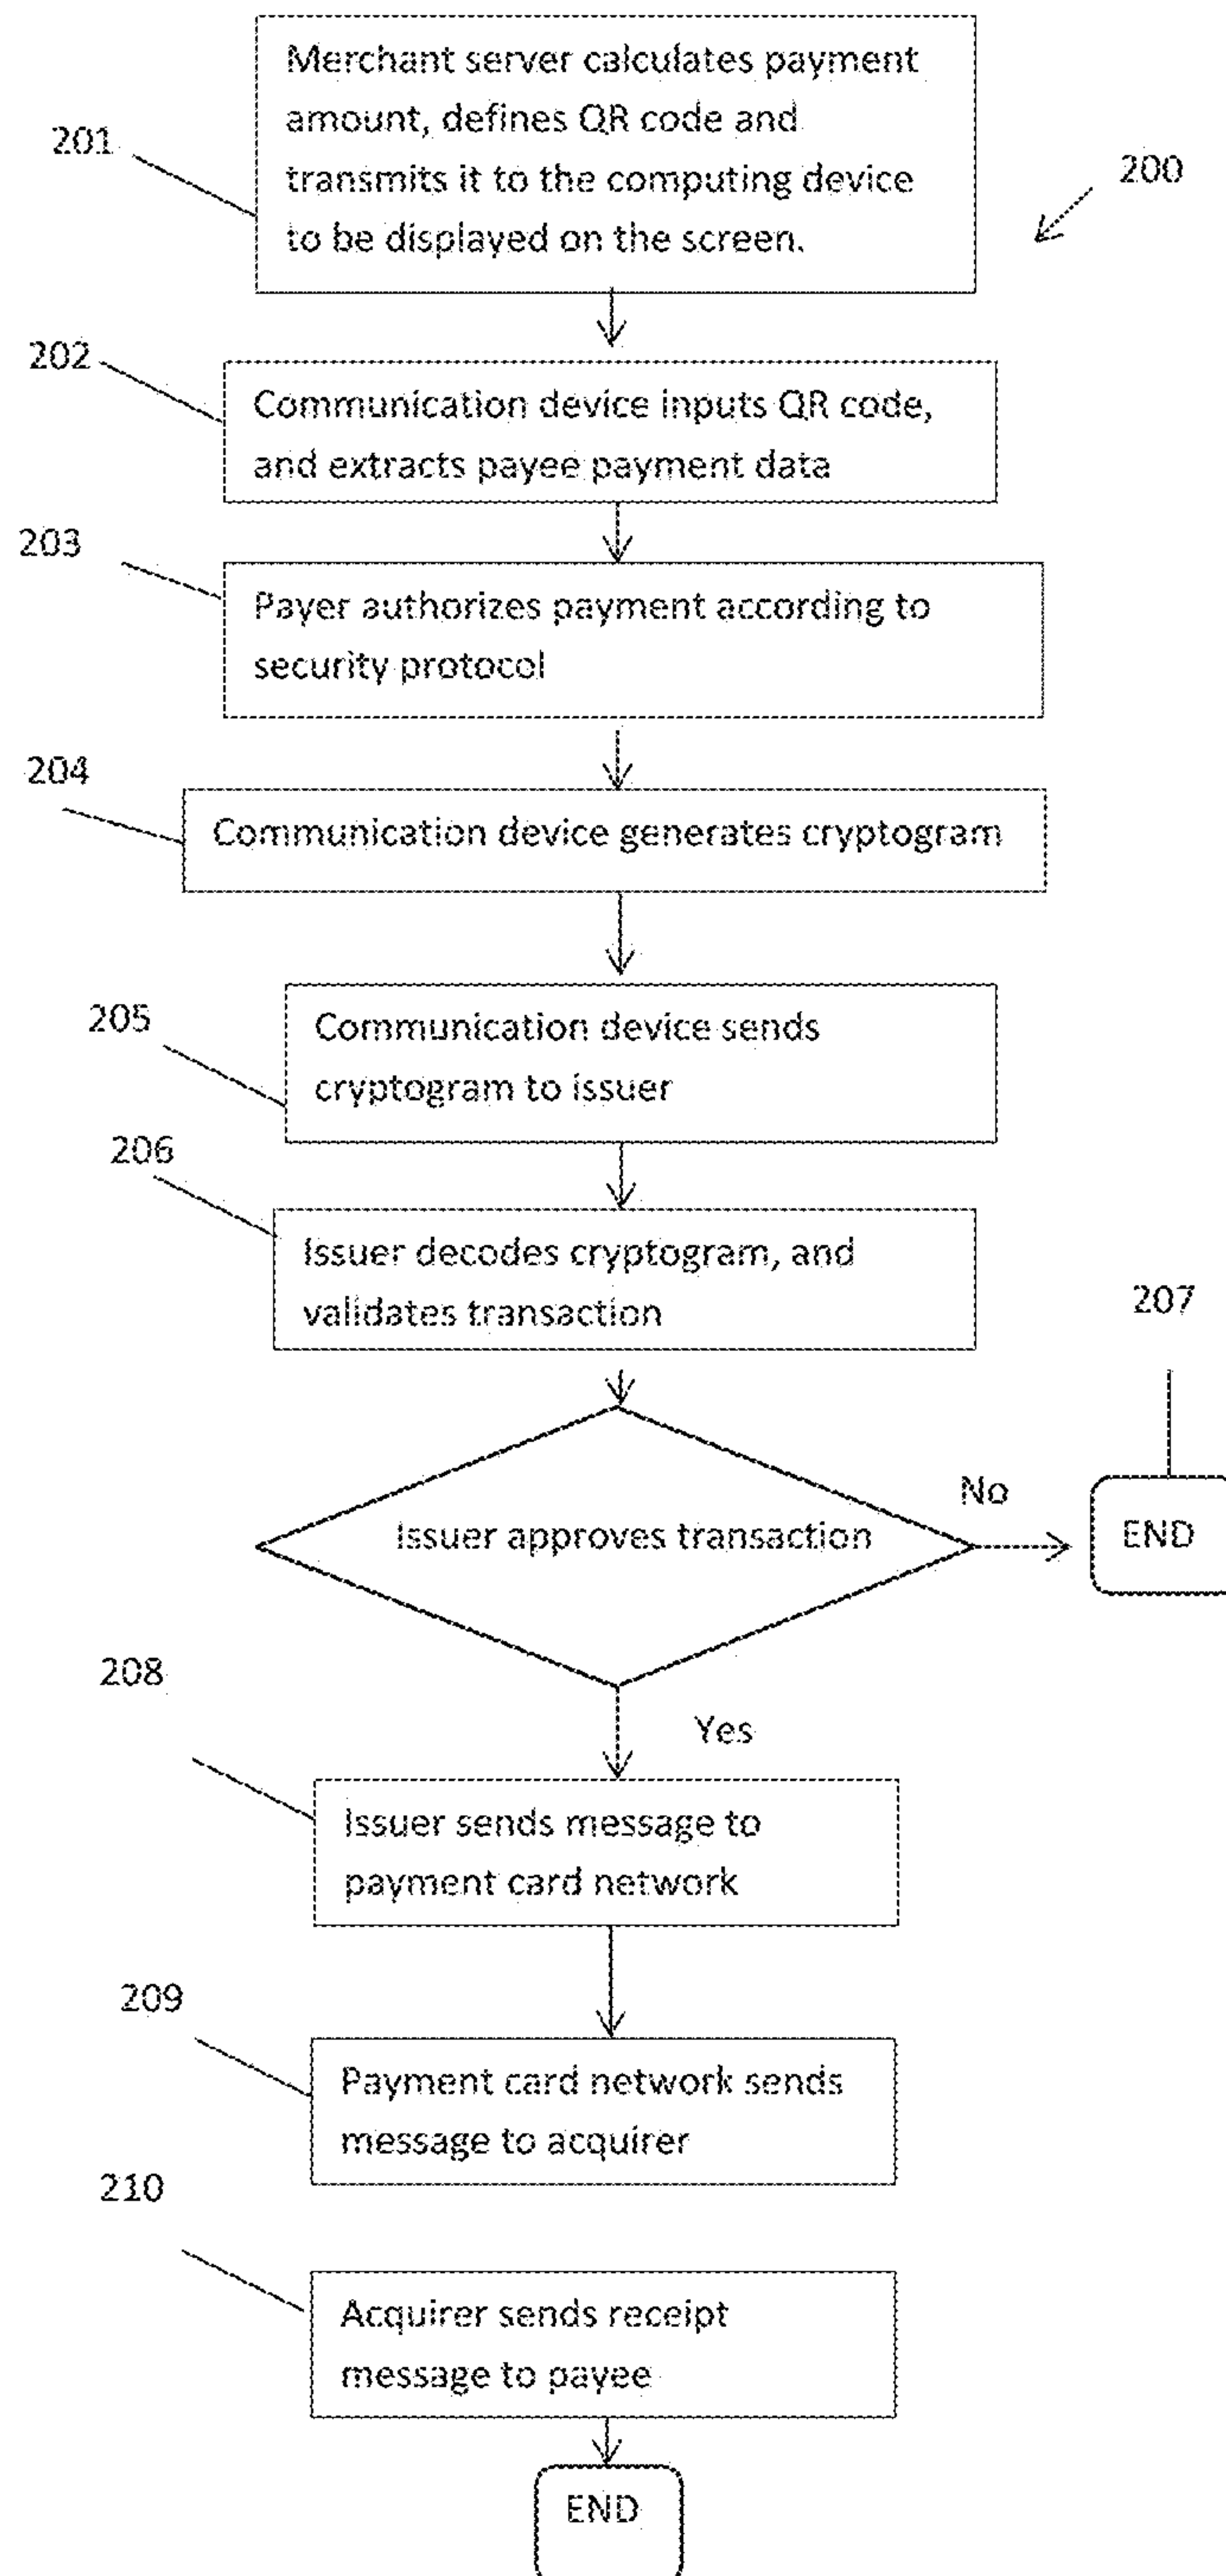 Merchant server calculates payment
amount, defines QR code and
201
transmits it to the computing device
200
to be displayed on the screen.
202
Communication device inputs QR code,
and extracts payee payment data
203
Payer authorizes payment according to
security protocol
204
Communication device generates cryptogram
205
Communication device sends
cryptogram to issuer
206
Issuer decodes cryptogram, and
validates transaction
207
No
Issuer approves transaction
END
208
Yes
Issuer sends message to
payment card network
209
Payment card network sends
message to acquirer
210
Acquirer sends receipt
message to payee
END